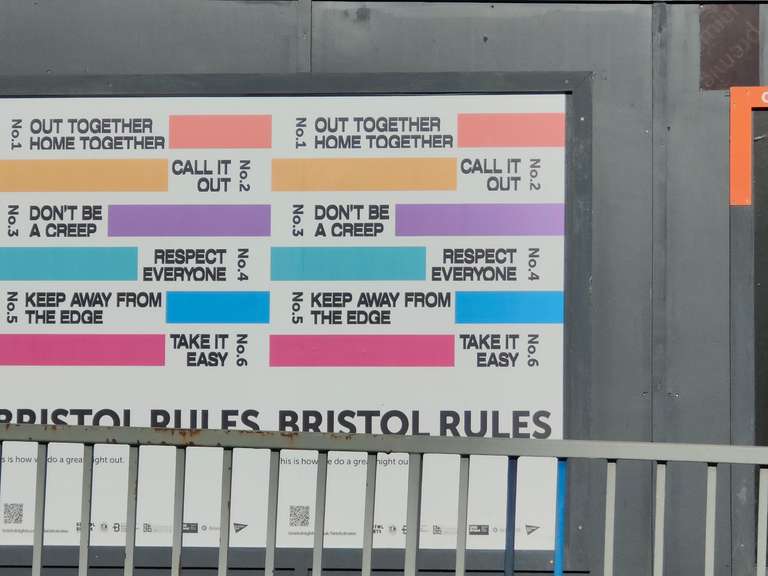 No.1 OUT TOGETHER
HOME TOGETHER
CALL IT
OUT No.2
No.3 DON'T BE
A CREEP
RESPECT
EVERYONE No.4
No.5 KEEP AWAY FROM
THE EDGE
TAKE IT
EASY No.6
BRISTOL RULES
s is how we do a great night out.
No.1 OUT TOGETHER
HOME TOGETHER
CALL IT
OUT No.2
No.3 DON'T BE
A CREEP
RESPECT
EVERYONE No.4
No.5 KEEP AWAY FROM
THE EDGE
TAKE IT
EASY No.6
BRISTOL RULES
This is how we do a great night out